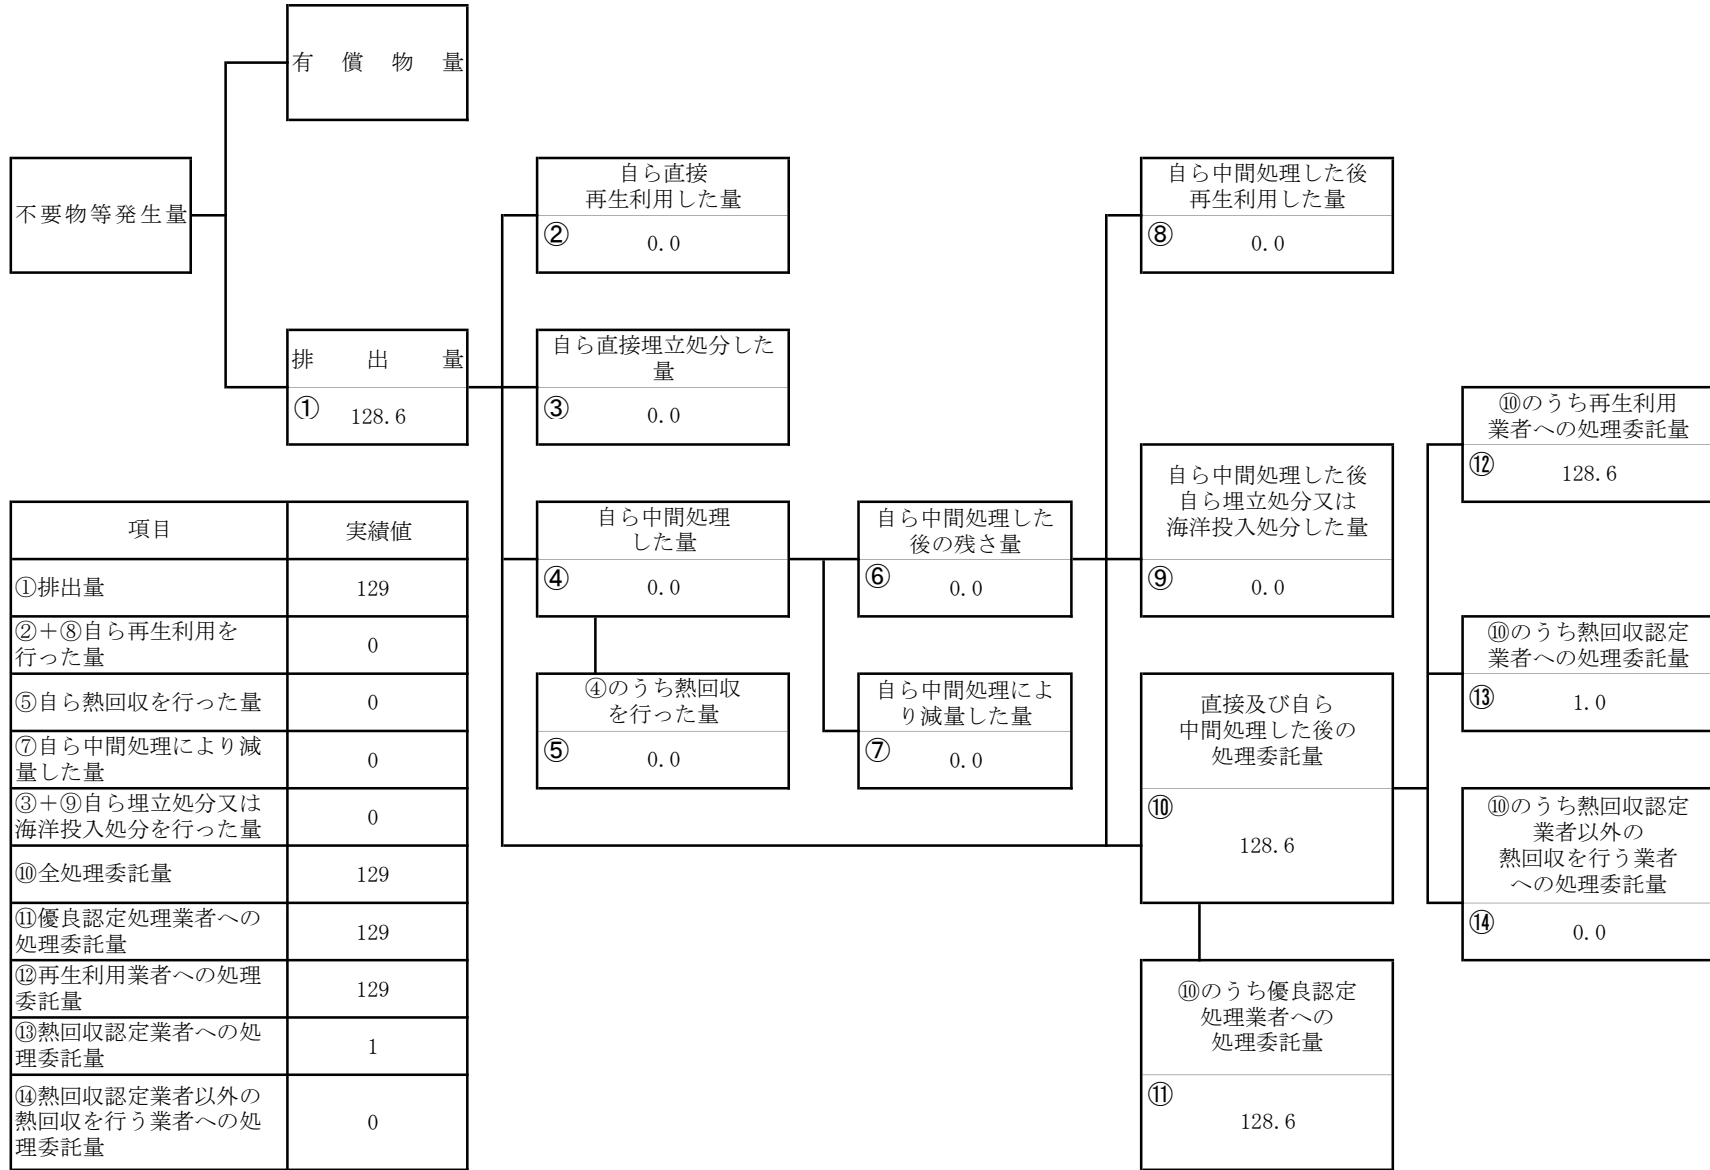 有償物量
不要物等発生量
自ら直接
再生利用した量
② 0.0
自ら中間処理した後
再生利用した量
⑧ 0.0
排出量
① 128.6
自ら直接埋立処分した
量
③ 0.0
⑩のうち再生利用
業者への処理委託量
⑫ 128.6
自ら中間処理した後
自ら埋立処分又は
海洋投入処分した量
⑨ 0.0
自ら中間処理
した量
④ 0.0
自ら中間処理した
後の残さ量
⑥ 0.0
⑩のうち熱回収認定
業者への処理委託量
⑬ 1.0
④のうち熱回収
を行った量
⑤ 0.0
自ら中間処理によ
り減量した量
⑦ 0.0
直接及び自ら
中間処理した後の
処理委託量
⑩
128.6
⑩のうち熱回収認定
業者以外の
熱回収を行う業者
への処理委託量
⑭ 0.0
⑩のうち優良認定
処理業者への
処理委託量
⑪
128.6
項目 実績値
①排出量 129
②+⑧自ら再生利用を
行った量 0
⑤自ら熱回収を行った量 0
⑦自ら中間処理により減
量した量 0
③+⑨自ら埋立処分又は
海洋投入処分を行った量 0
⑩全処理委託量 129
⑪優良認定処理業者への
処理委託量 129
⑫再生利用業者への処理
委託量 129
⑬熱回収認定業者への処
理委託量 1
⑭熱回収認定業者以外の
熱回収を行う業者への処
理委託量 0